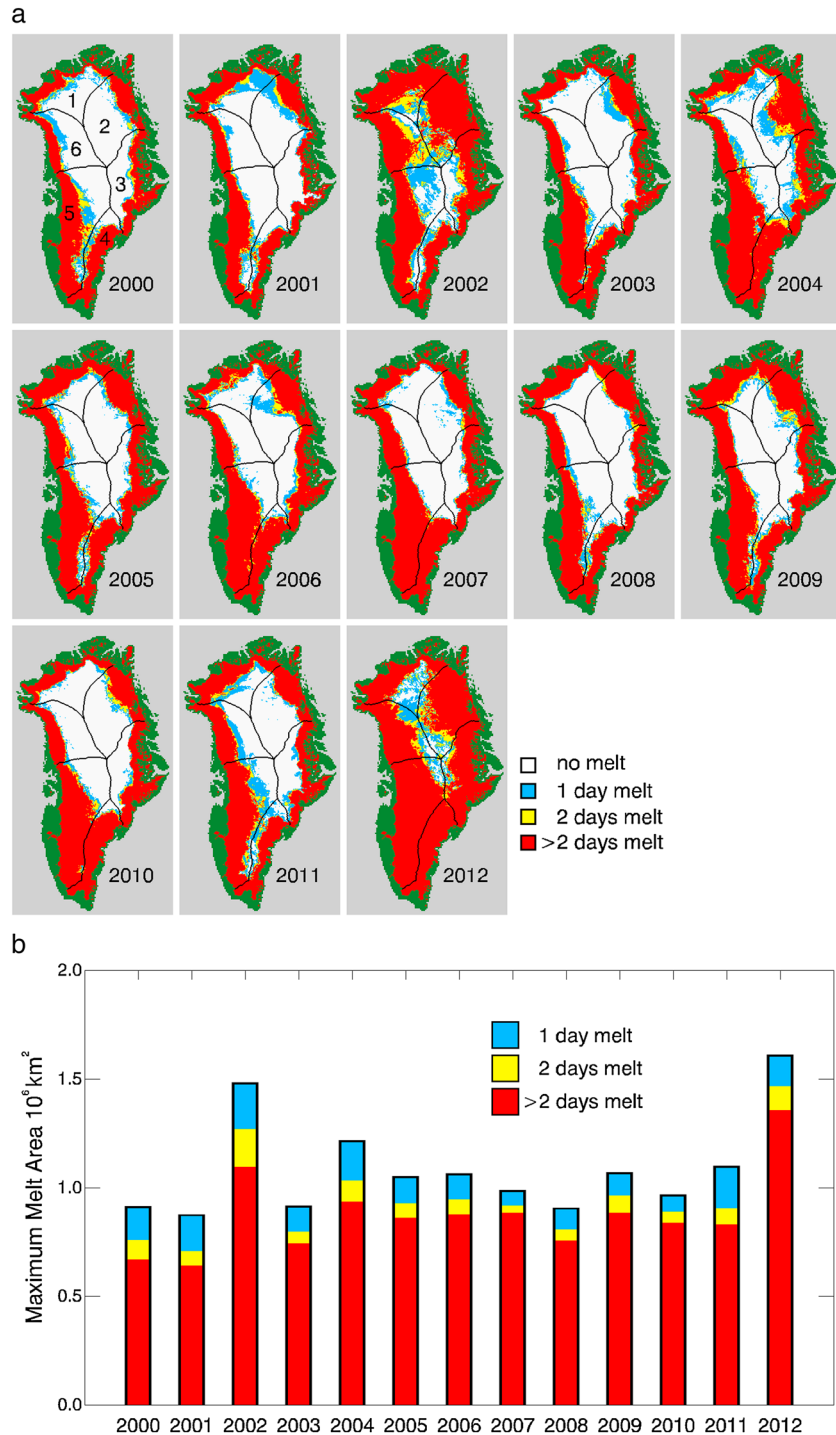 a
1
2
6
3
5
4
2000
2001
2002
2003
2004
2005
2006
2007
2008
2009
2010
2011
2012
no melt
1 day melt
2 days melt
>2 days melt
b
Maximum Melt Area 10⁶km²
2.0
1.5
1.0
0.5
0.0
1 day melt
2 days melt
>2 days melt
2000 2001 2002 2003 2004 2005 2006 2007 2008 2009 2010 2011 2012